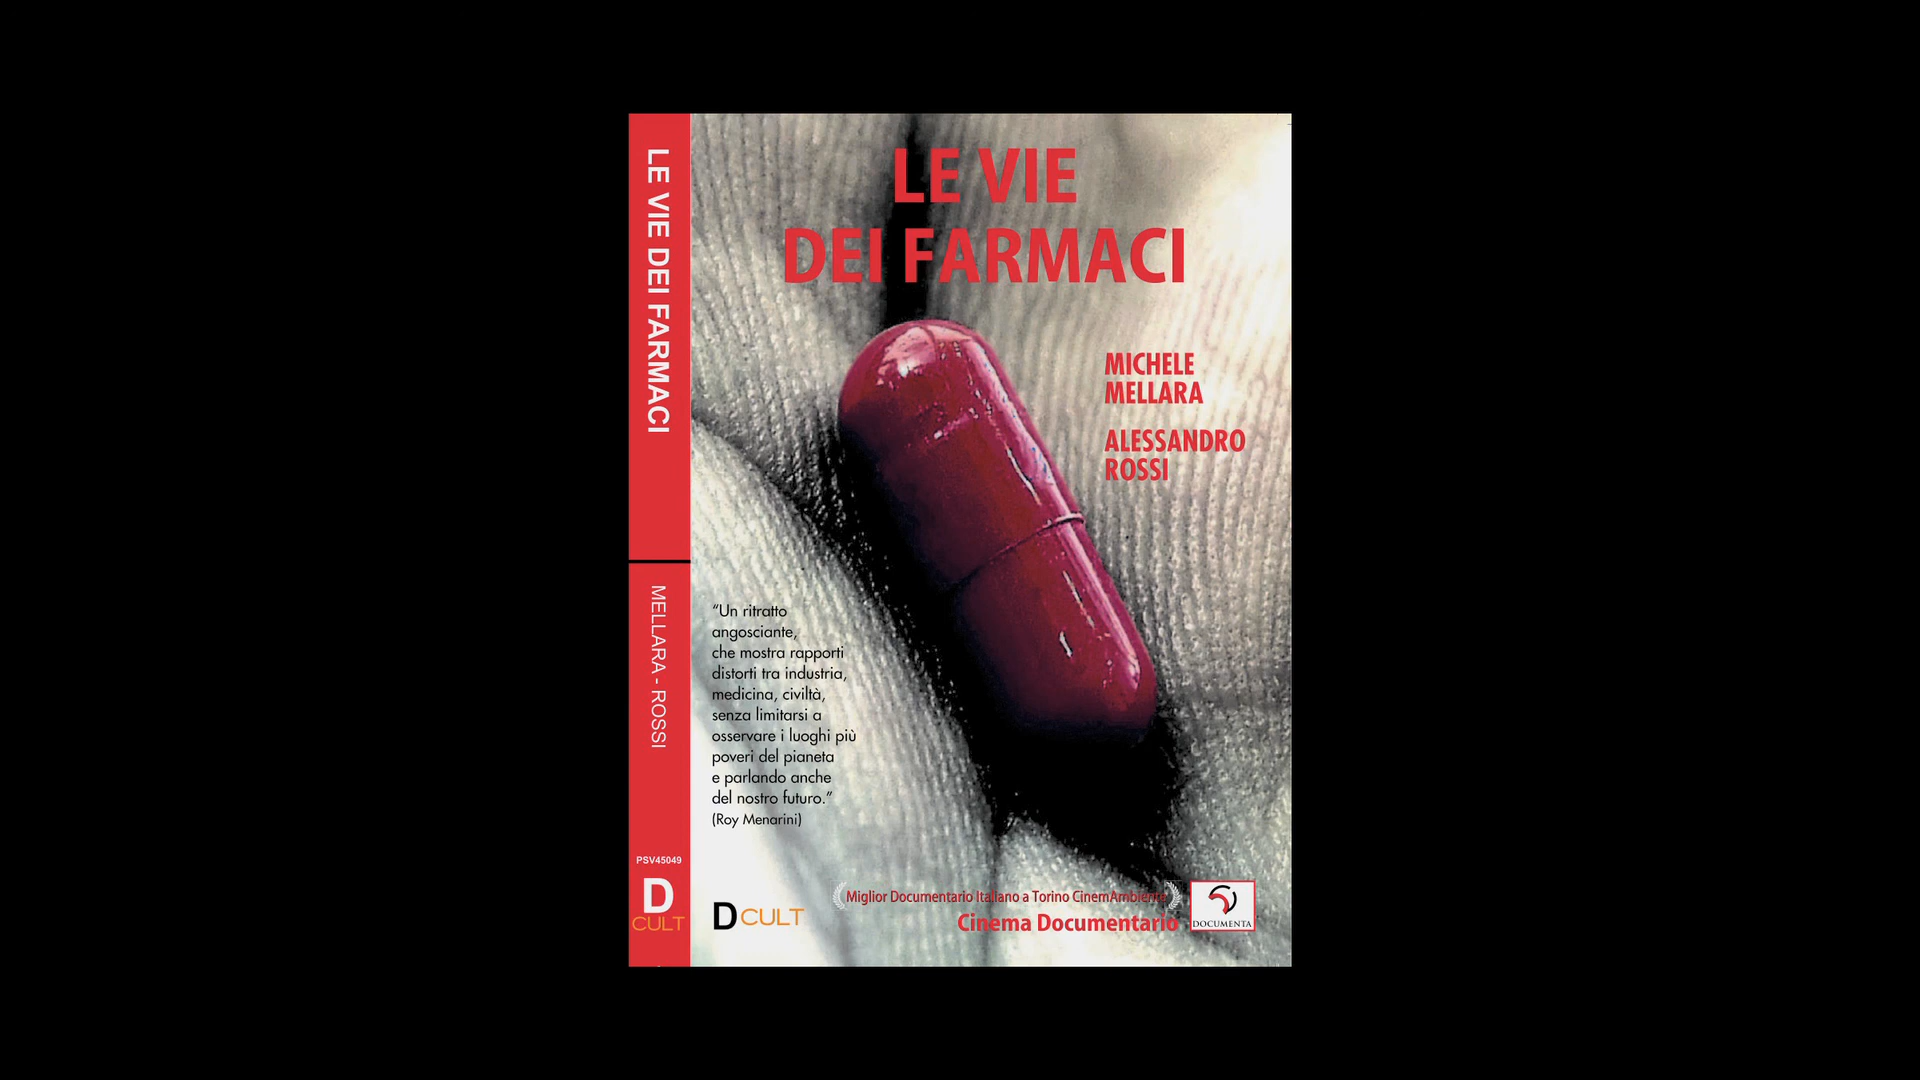 LE VIE DEI FARMACI
MELLARA - ROSSI
PSV45049
D
CULT
LE VIE
DEI FARMACI
MICHELE
MELLARA
ALESSANDRO
ROSSI
“Un ritratto
angosciante,
che mostra rapporti
distorti tra industria,
medicina, civiltà,
senza limitarsi a
osservare i luoghi più
poveri del pianeta
e parlando anche
del nostro futuro.”
(Roy Menarini)
D CULT
Miglior Documentario Italiano a Torino CinemAmbiente
Cinema Documentario
DOCUMENTA